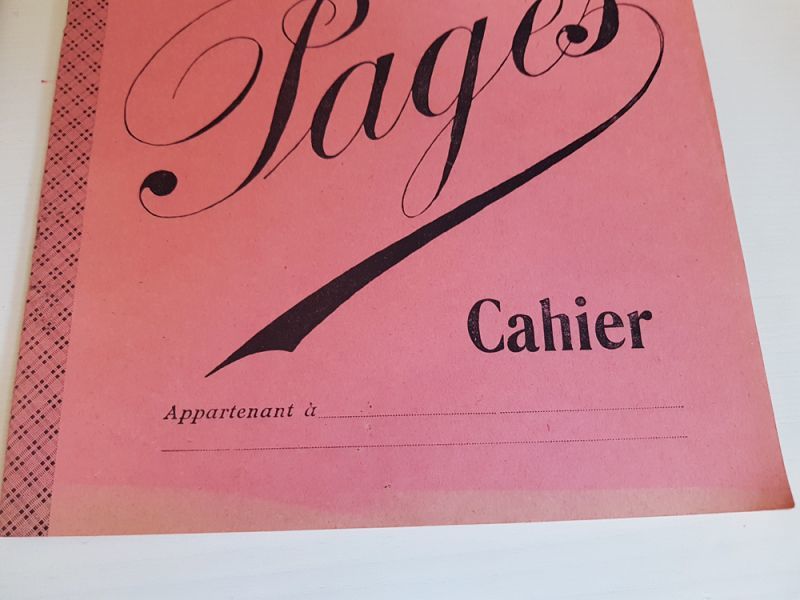 Pages
Cahier
Appartenant à